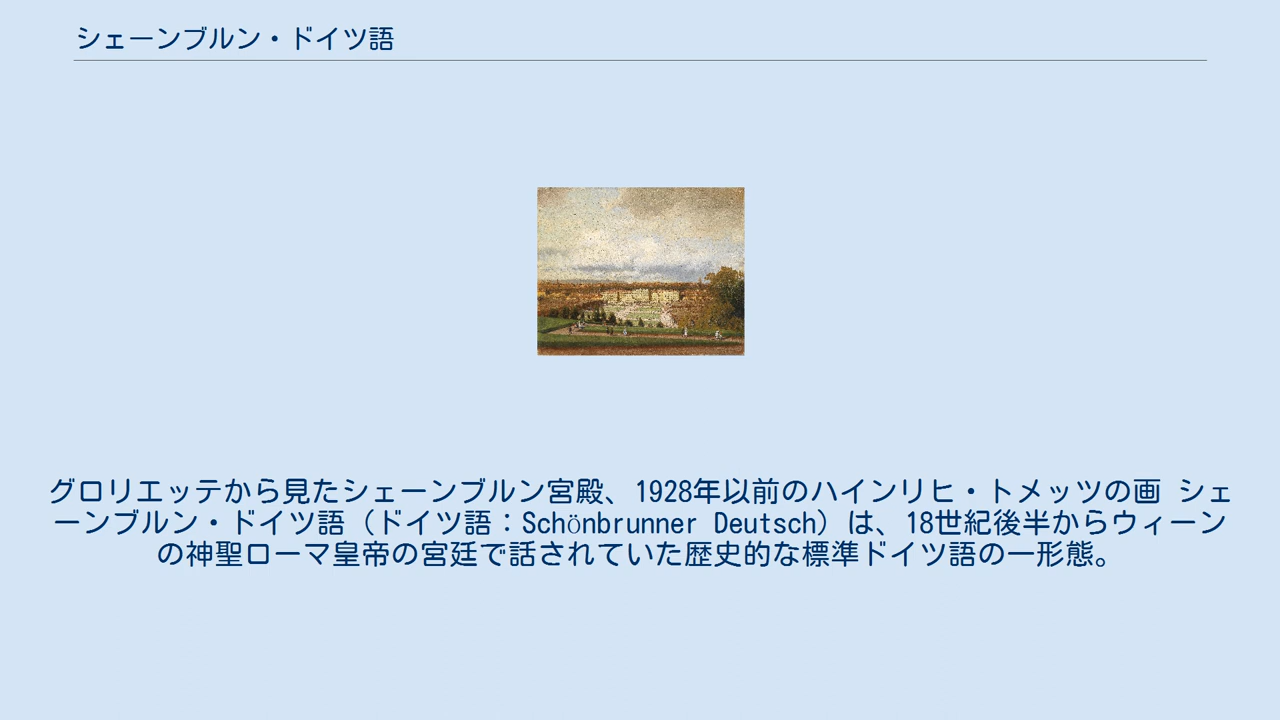 シェーンブルン・ドイツ語
グロリエッテから見たシェーンブルン宮殿、1928年以前のハインリヒ・トメッツの画 シェ
ーンブルン・ドイツ語（ドイツ語：Schönbrunner Deutsch）は、18世紀後半からウィーン
の神聖ローマ皇帝の宮廷で話されていた歴史的な標準ドイツ語の一形態。